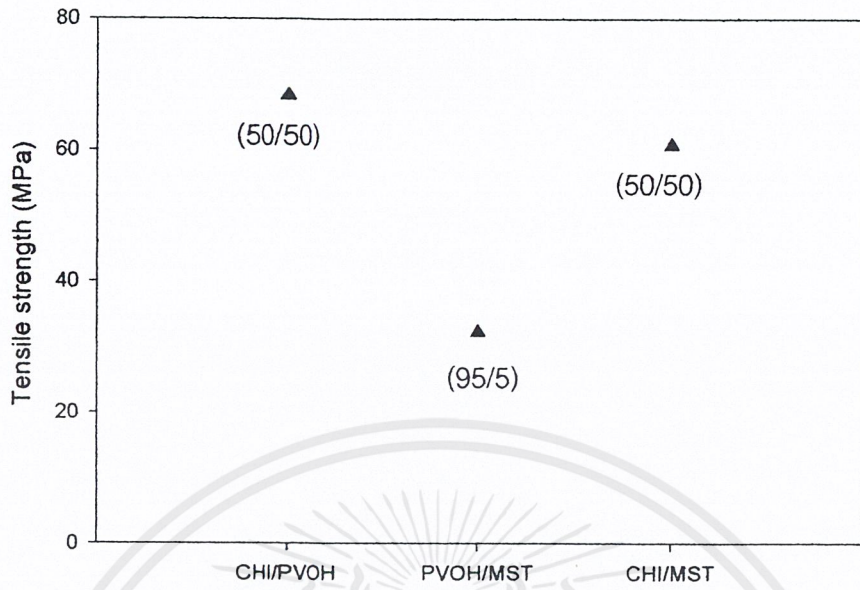 80
60
40
20
0
Tensile strength (MPa)
(50/50)
(95/5)
(50/50)
CHI/PV0H
PVOH/MST
CHI/MST